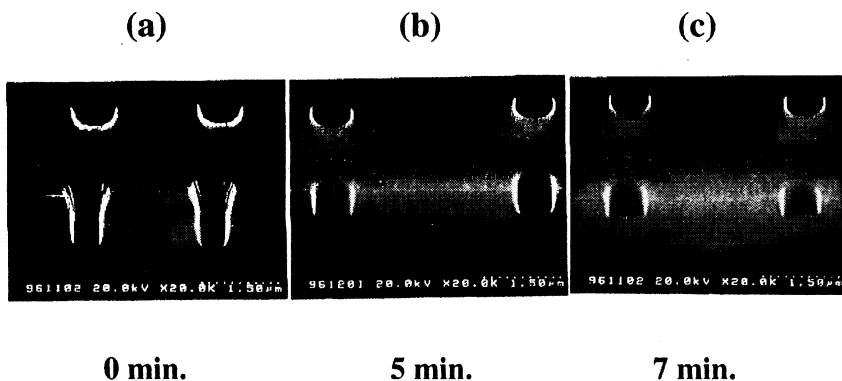 (a) (b) (c)
961102 20.0kV X20.0K 1.50µm
961201 20.0kV X20.0K 1.50µm
961102 20.0kV X20.0K 1.50µm
0 min. 5 min. 7 min.